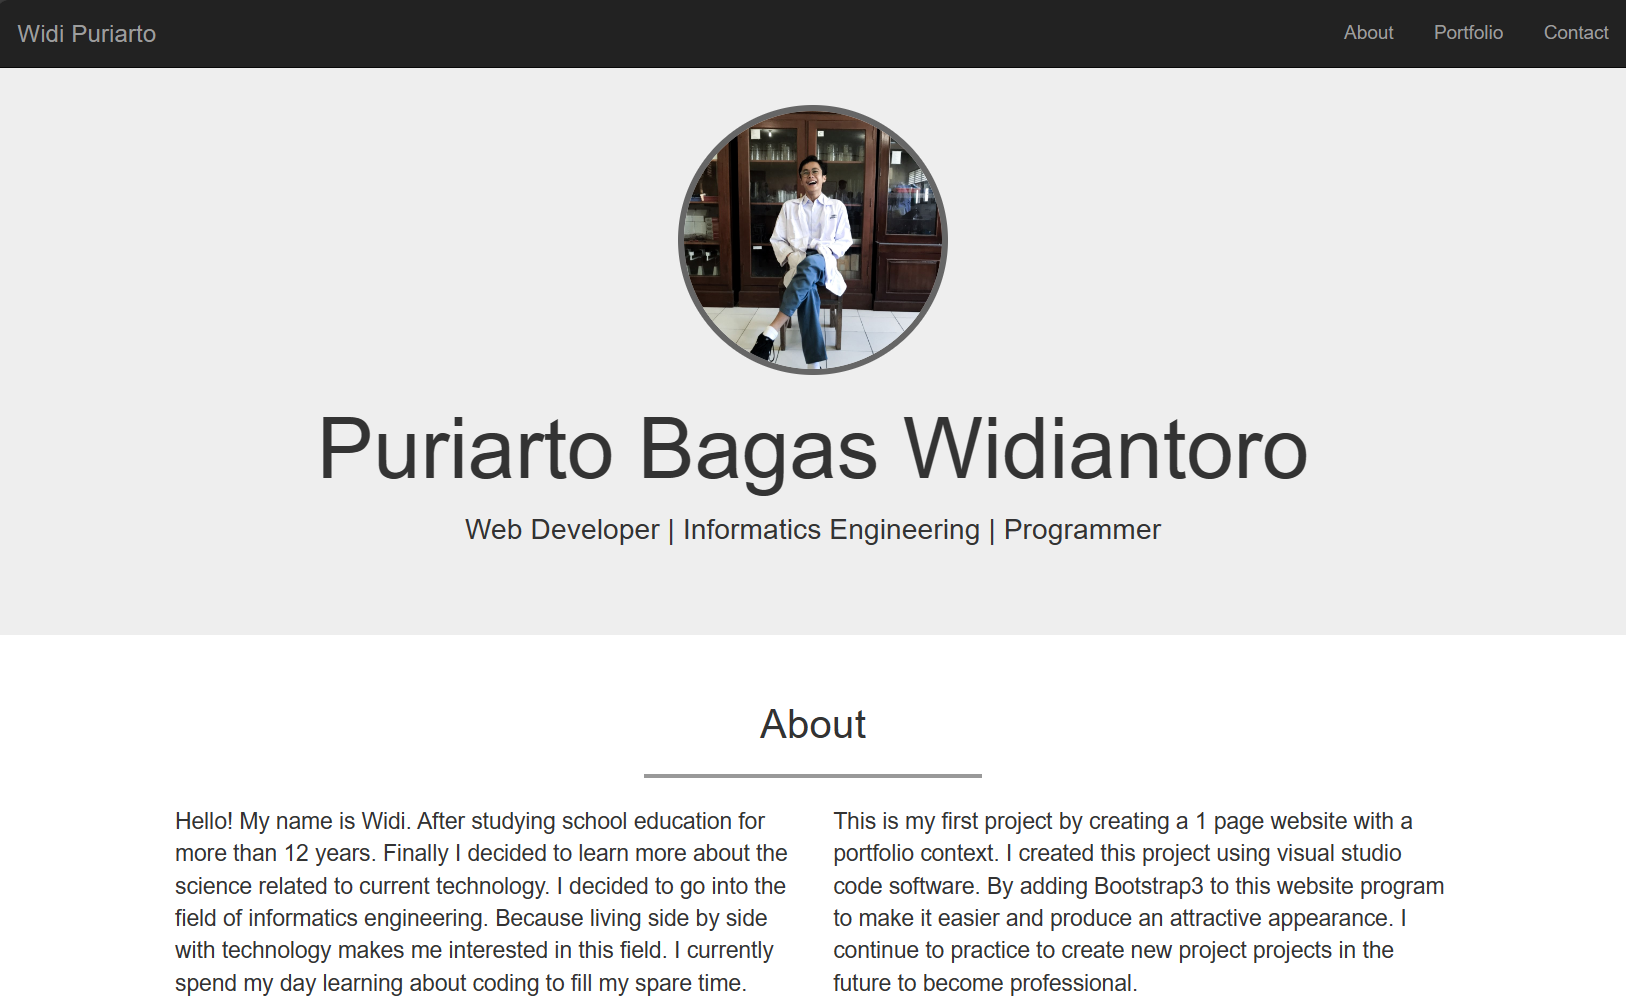 Widi Puriarto
About Portfolio Contact
Puriarto Bagas Widiantoro
Web Developer | Informatics Engineering | Programmer
About
Hello! My name is Widi. After studying school education for
more than 12 years. Finally I decided to learn more about the
science related to current technology. I decided to go into the
field of informatics engineering. Because living side by side
with technology makes me interested in this field. I currently
spend my day learning about coding to fill my spare time.
This is my first project by creating a 1 page website with a
portfolio context. I created this project using visual studio
code software. By adding Bootstrap3 to this website program
to make it easier and produce an attractive appearance. I
continue to practice to create new project projects in the
future to become professional.